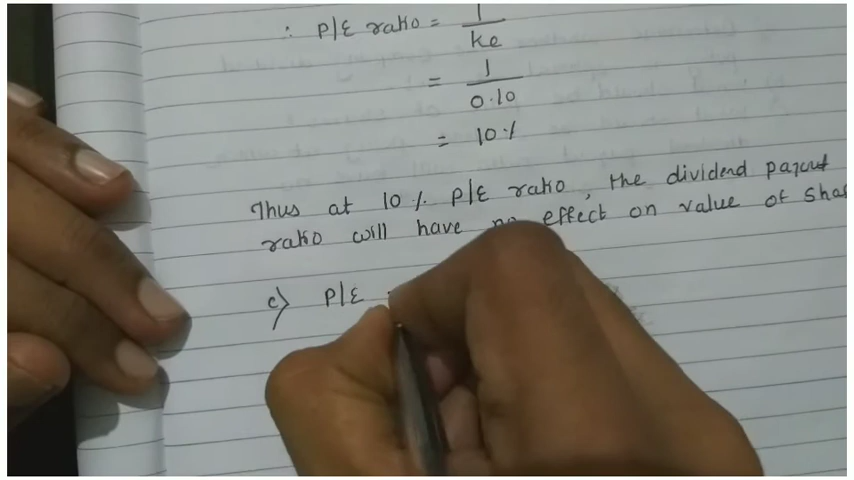 ∴ P/E ratio = 1
ke
= 1
0.10
= 10%
Thus at 10% P/E ratio, the dividend payout
ratio will have no effect on value of
c) P/E